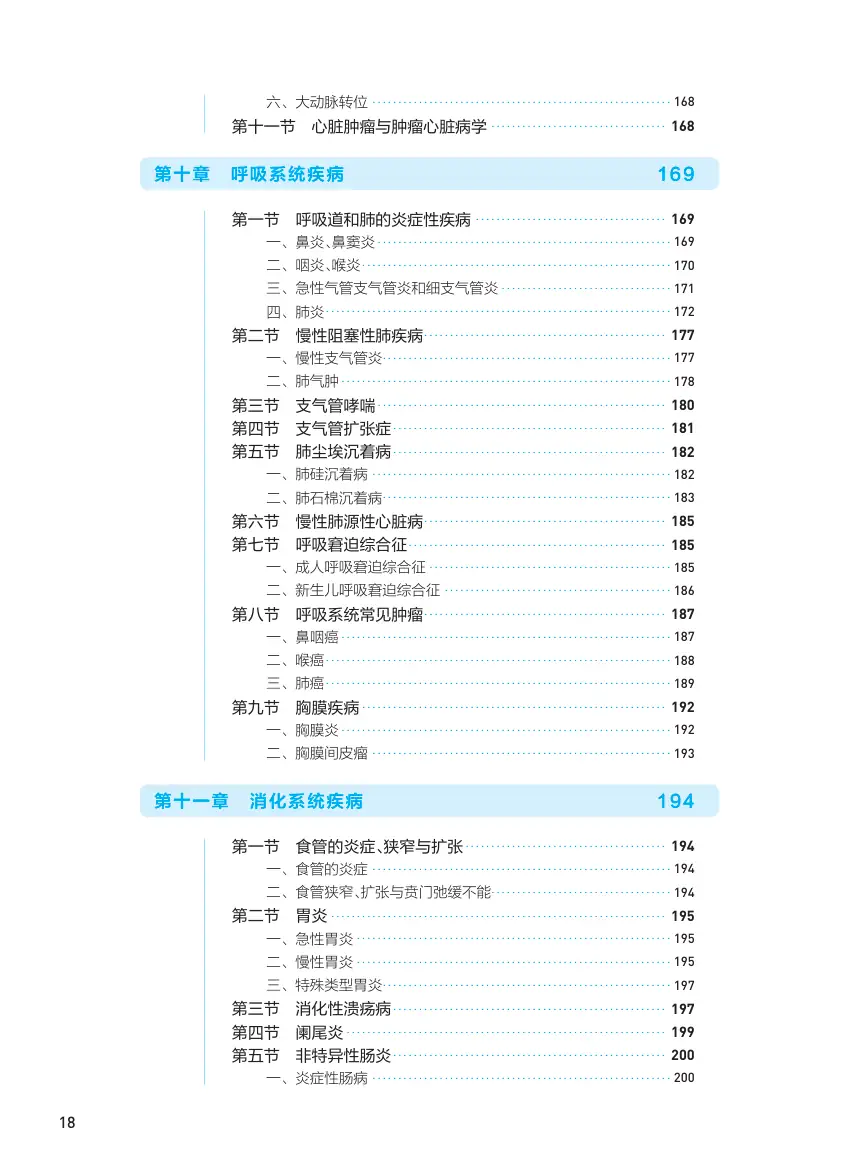 六、大动脉转位 168
第十一节 心脏肿瘤与肿瘤心脏病学 168
第十章 呼吸系统疾病 169
第一节 呼吸道和肺的炎症性疾病 169
一、鼻炎、鼻窦炎 169
二、咽炎、喉炎 170
三、急性气管支气管炎和细支气管炎 171
四、肺炎 172
第二节 慢性阻塞性肺疾病 177
一、慢性支气管炎 177
二、肺气肿 178
第三节 支气管哮喘 180
第四节 支气管扩张症 181
第五节 肺尘埃沉着病 182
一、肺硅沉着病 182
二、肺石棉沉着病 183
第六节 慢性肺源性心脏病 185
第七节 呼吸窘迫综合征 185
一、成人呼吸窘迫综合征 185
二、新生儿呼吸窘迫综合征 186
第八节 呼吸系统常见肿瘤 187
一、鼻咽癌 187
二、喉癌 188
三、肺癌 189
第九节 胸膜疾病 192
一、胸膜炎 192
二、胸膜间皮瘤 193
第十一章 消化系统疾病 194
第一节 食管的炎症、狭窄与扩张 194
一、食管的炎症 194
二、食管狭窄、扩张与贲门弛缓不能 194
第二节 胃炎 195
一、急性胃炎 195
二、慢性胃炎 195
三、特殊类型胃炎 197
第三节 消化性溃疡病 197
第四节 阑尾炎 199
第五节 非特异性肠炎 200
一、炎症性肠病 200
18